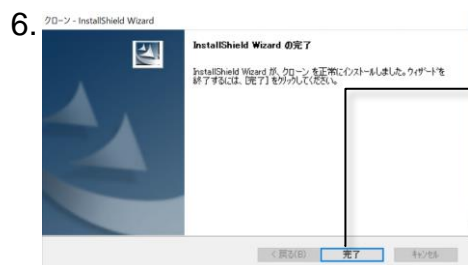 6.
クローン - InstallShield Wizard
InstallShield Wizard の完了
InstallShield Wizard が、クローン を正常にインストールしました。ウィザードを
終了するには、[完了] をクリックしてください。
< 戻る(B)
完了
キャンセル